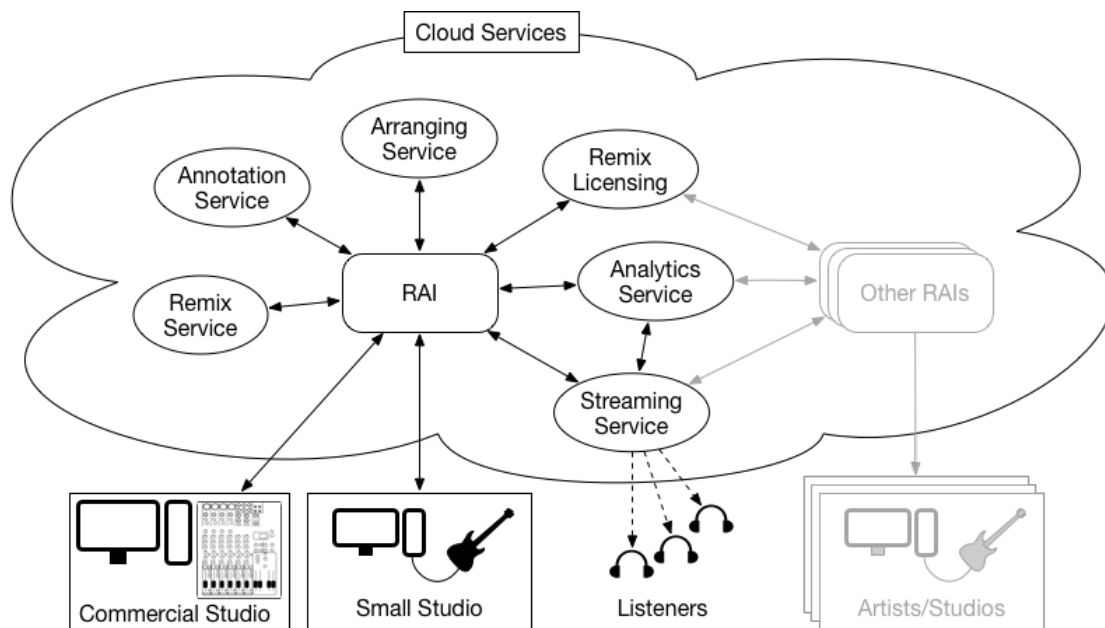 Cloud Services
Arranging
Service
Remix
Licensing
Annotation
Service
RAI
Analytics
Service
Other RAIs
Remix
Service
Streaming
Service
Commercial Studio
Small Studio
Listeners
Artists/Studios